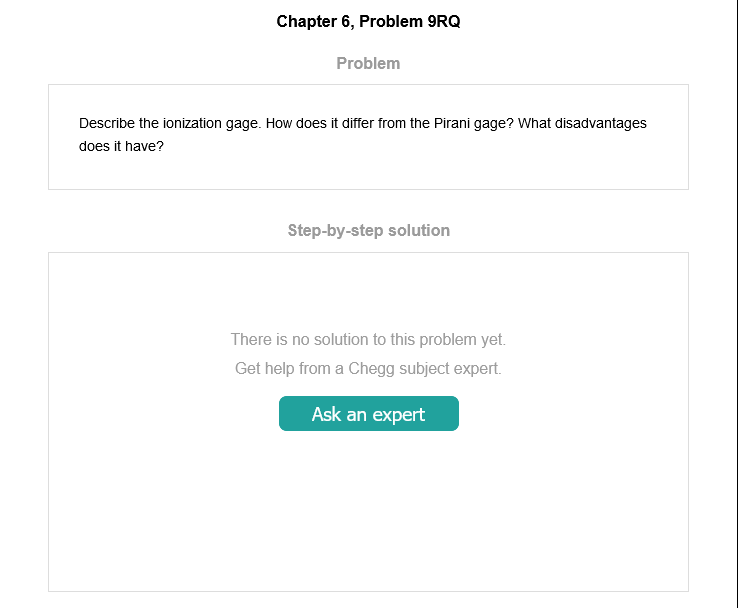 Chapter 6, Problem 9RQ
Problem
Describe the ionization gage. How does it differ from the Pirani gage? What disadvantages
does it have?
Step-by-step solution
There is no solution to this problem yet.
Get help from a Chegg subject expert.
Ask an expert